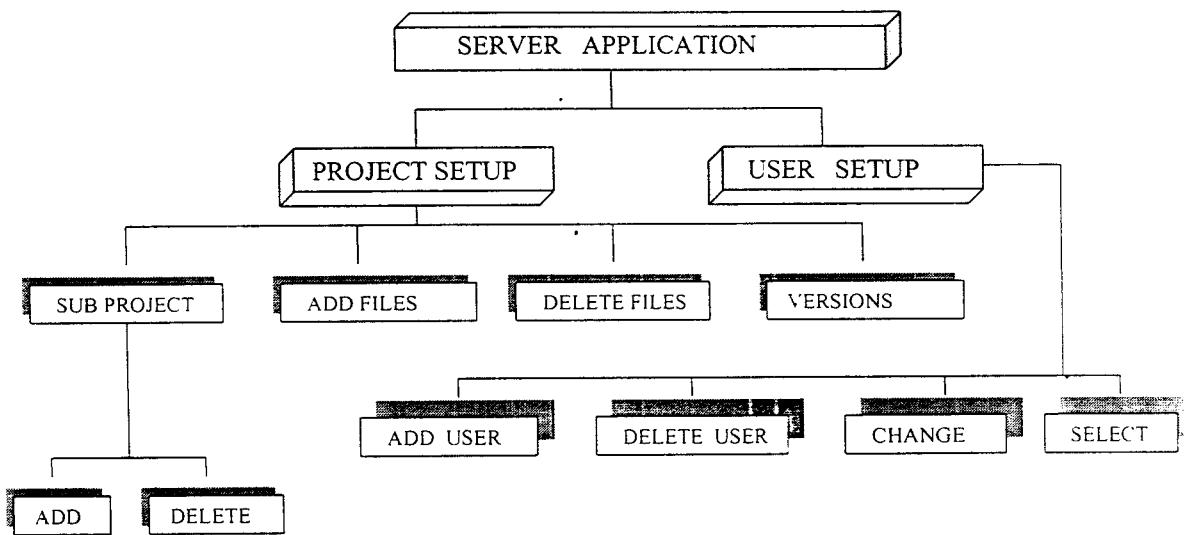 SERVER APPLICATION
PROJECT SETUP
USER SETUP
SUB PROJECT
ADD FILES
DELETE FILES
VERSIONS
ADD USER
DELETE USER
CHANGE
SELECT
ADD
DELETE